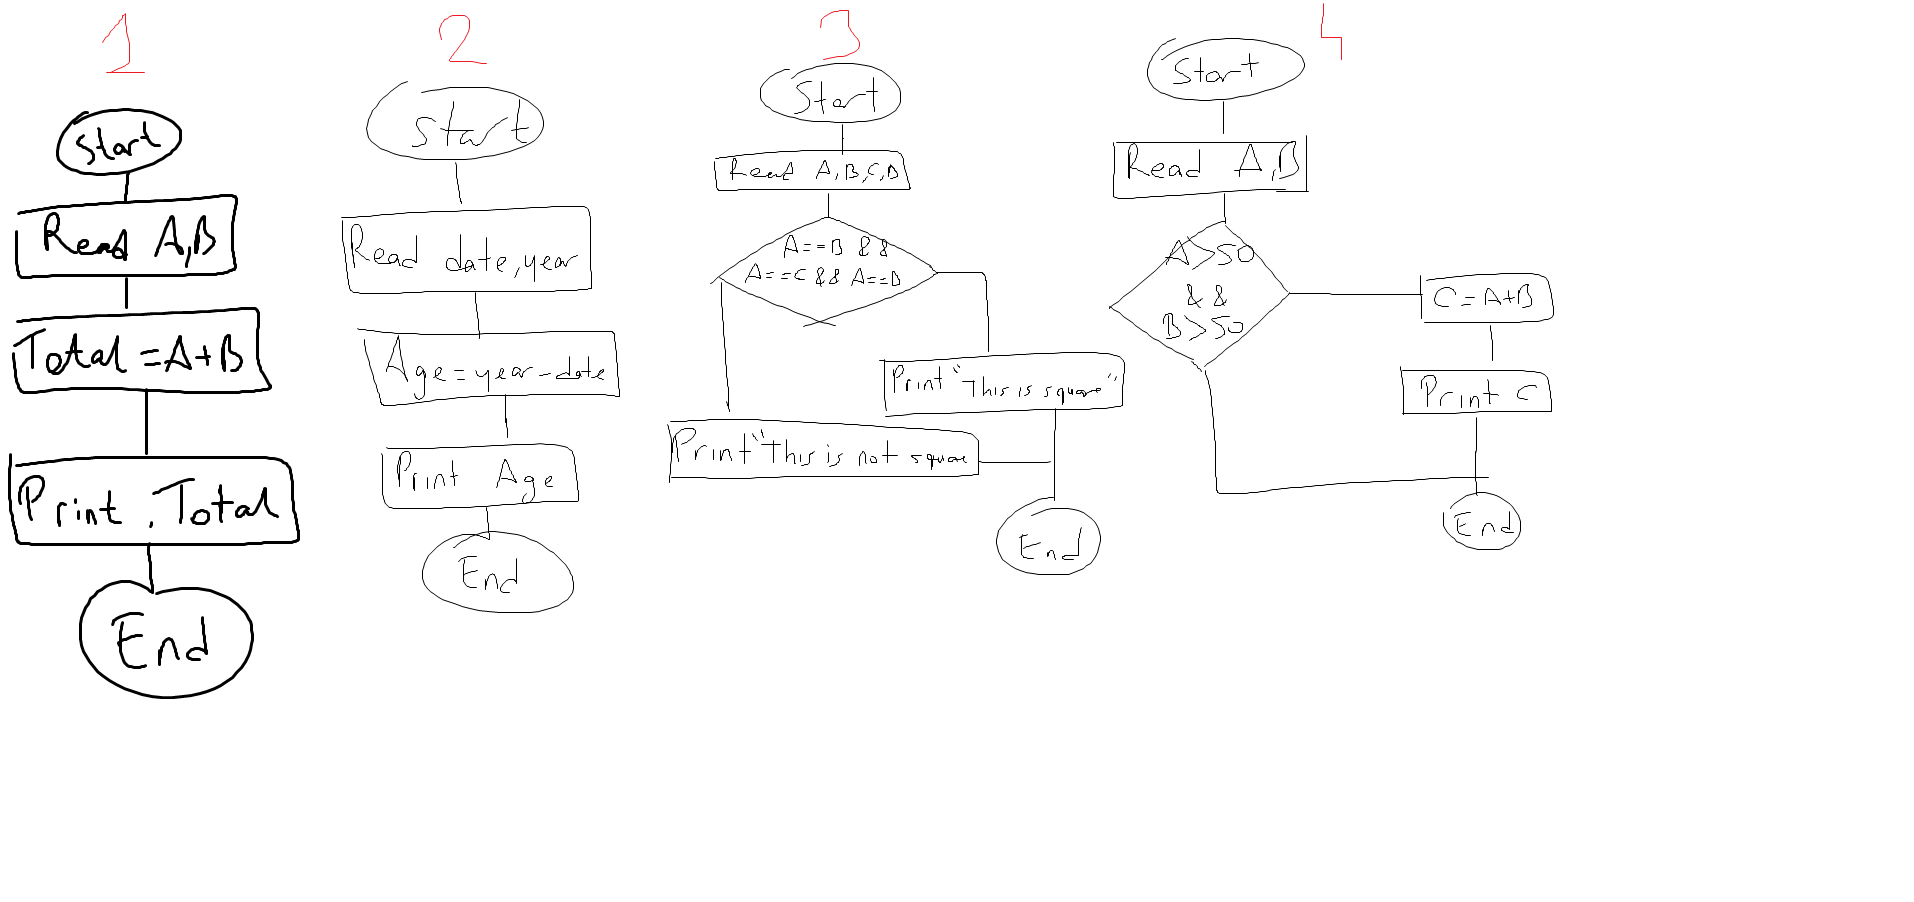 1
Start
Read A,B
Total=A+B
Print . Total
End
2
Start
Read date,year
Age=year-date
Print Age
End
3
Start
Read A,B,C,D
A==B &&
A==C && A==D
Print "This is square"
Print "This is not square
End
4
Start
Read A,B
A>50
&&
B>50
C=A+B
Print C
End